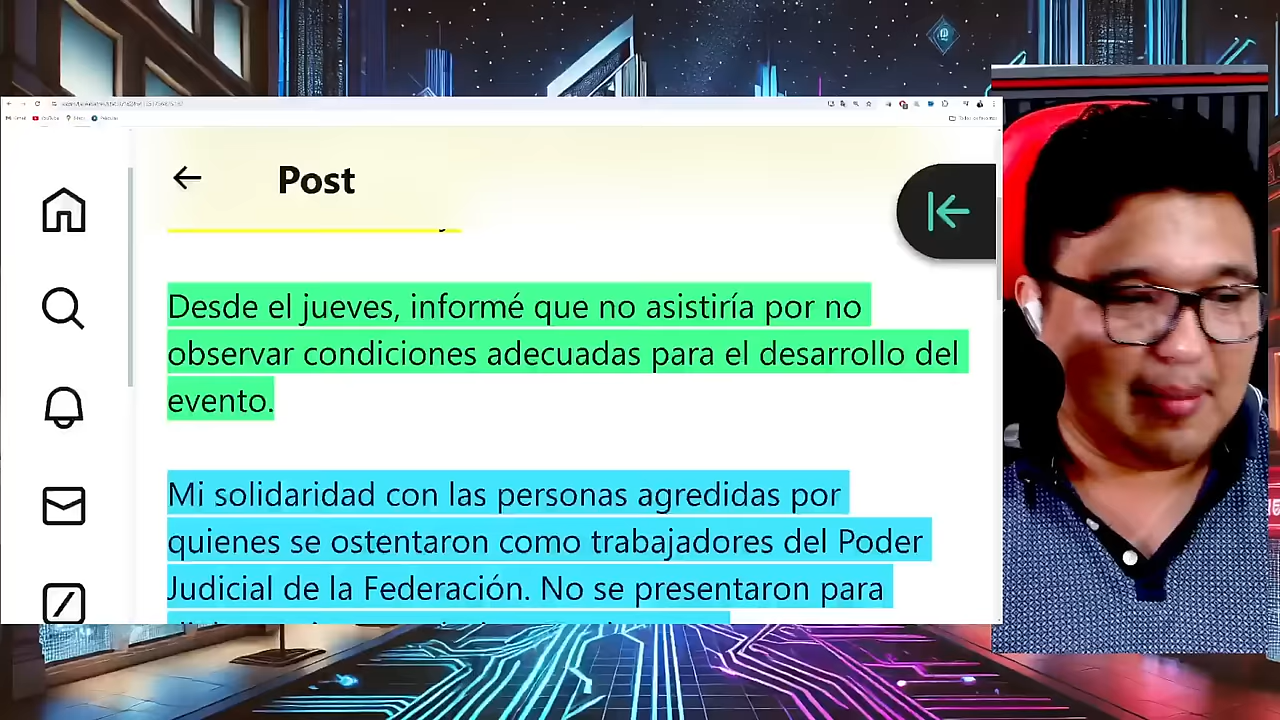 Post
Desde el jueves, informé que no asistiría por no
observar condiciones adecuadas para el desarrollo del
evento.
Mi solidaridad con las personas agredidas por
quienes se ostentaron como trabajadores del Poder
Judicial de la Federación. No se presentaron para